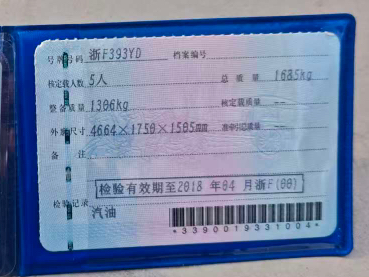 号牌号码 浙F393YD 档案编号
核定载人数 5人 总质量 1685kg
整备质量 1306kg 核定载质量 --
外廓尺寸 4664×1750×1505mm 准牵引总质量 --
备注
检验有效期至2018 年04 月浙F(00)
检验记录
汽油
*3390019331004*